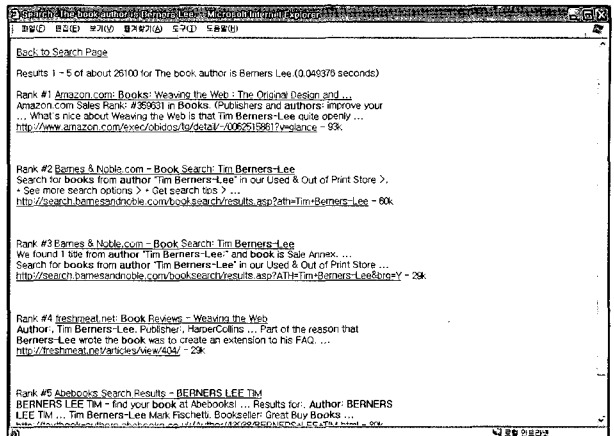 Search - The book author is Berners Lee - Microsoft Internet Explorer
파일(F) 편집(E) 보기(V) 즐겨찾기(A) 도구(T) 도움말(H)
Back to Search Page
Results 1 - 5 of about 26100 for The book author is Berners Lee.(0.049376 seconds)
Rank #1 Amazon.com: Books: Weaving the Web : The Original Design and ...
Amazon.com Sales Rank: #359631 in Books. (Publishers and authors: improve your
... What's nice about Weaving the Web is that Tim Berners-Lee quite openly ...
http://www.amazon.com/exec/obidos/tg/detail/-/0062515861?v=glance - 93k
Rank #2 Barnes & Noble.com - Book Search: Tim Berners-Lee
Search for books from author "Tim Berners-Lee" in our Used & Out of Print Store >.
• See more search options > • Get search tips > ...
http://search.barnesandnoble.com/booksearch/results.asp?ath=Tim+Berners-Lee - 60k
Rank #3 Barnes & Noble.com - Book Search: Tim Berners-Lee
We found 1 title from author "Tim Berners-Lee:" and book is Sale Annex. ...
Search for books from author "Tim Berners-Lee" in our Used & Out of Print Store ...
http://search.barnesandnoble.com/booksearch/results.asp?ATH=Tim+Berners-Lee&brg=Y - 29k
Rank #4 freshmeat.net: Book Reviews - Weaving the Web
Author:, Tim Berners-Lee. Publisher:, HarperCollins ... Part of the reason that
Berners-Lee wrote the book was to create an extension to his FAQ. ...
http://freshmeat.net/articles/view/404/ - 29k
Rank #5 Abebooks Search Results - BERNERS LEE TIM
BERNERS LEE TIM - find your book at Abebooks! ... Results for:. Author: BERNERS
LEE TIM ... Tim Berners-Lee Mark Fischetti. Bookseller: Great Buy Books ...
로컬 인트라넷